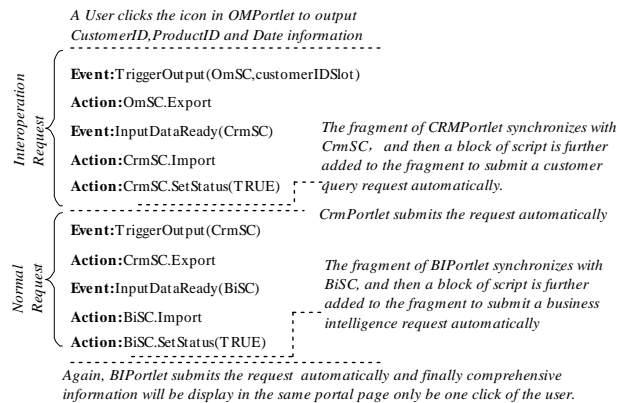 A User clicks the icon in OMPortlet to output
CustomerID,ProductID and Date information
Interoperation
Request
Event:TriggerOutput(OmSC,customerIDSlot)
Action:OmSC.Export
Event:InputDataReady(CrmSC)
Action:CrmSC.Import
Action:CrmSC.SetStatus(TRUE)
The fragment of CRMPortlet synchronizes with
CrmSC, and then a block of script is further
added to the fragment to submit a customer
query request automatically.
CrmPortlet submits the request automatically
Normal
Request
Event:TriggerOutput(CrmSC)
Action:CrmSC.Export
Event:InputDataReady(BiSC)
Action:BiSC.Import
Action:BiSC.SetStatus(TRUE)
The fragment of BIPortlet synchronizes with
BiSC, and then a block of script is further
added to the fragment to submit a business
intelligence request automatically
Again, BIPortlet submits the request automatically and finally comprehensive
information will be display in the same portal page only be one click of the user.